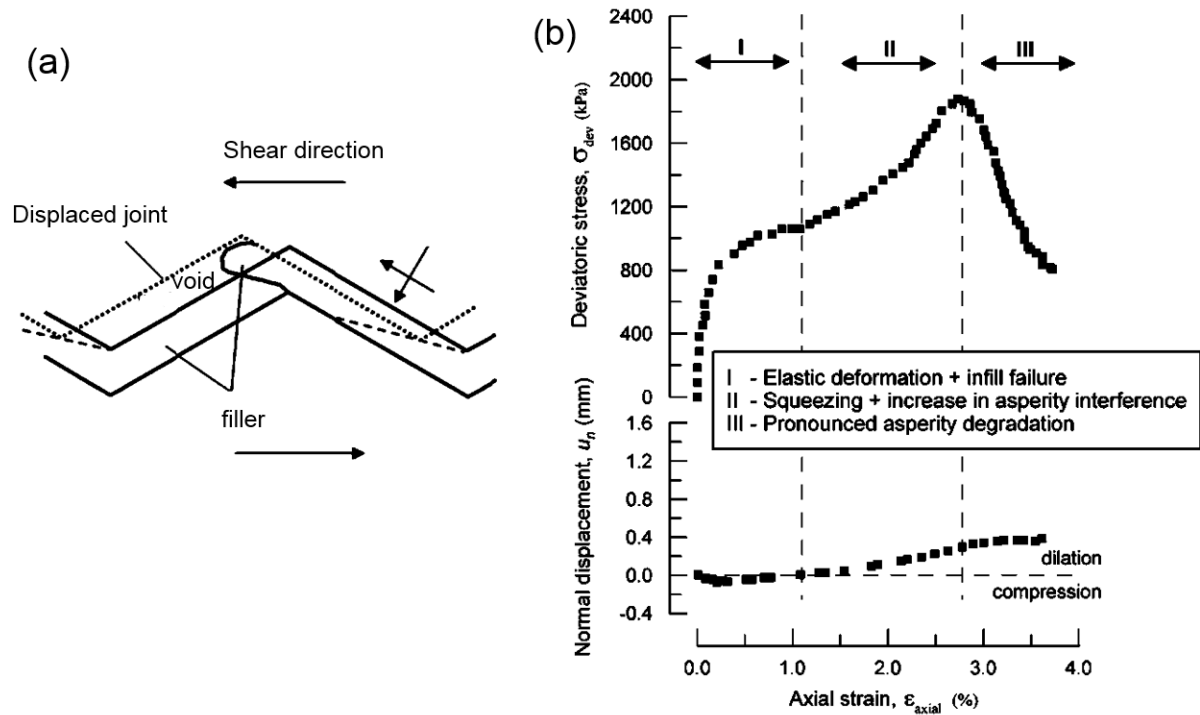 (a)
Shear direction
Displaced joint
void
filler
(b)
I
II
III
2400
2000
1600
1200
800
400
0
Deviatoric stress, σdev (kPa)
I - Elastic deformation + infill failure
II - Squeezing + increase in asperity interference
III - Pronounced asperity degradation
1.6
1.2
0.8
0.4
0.0
-0.4
Normal displacement, un (mm)
dilation
compression
0.0 1.0 2.0 3.0 4.0
Axial strain, εaxial (%)